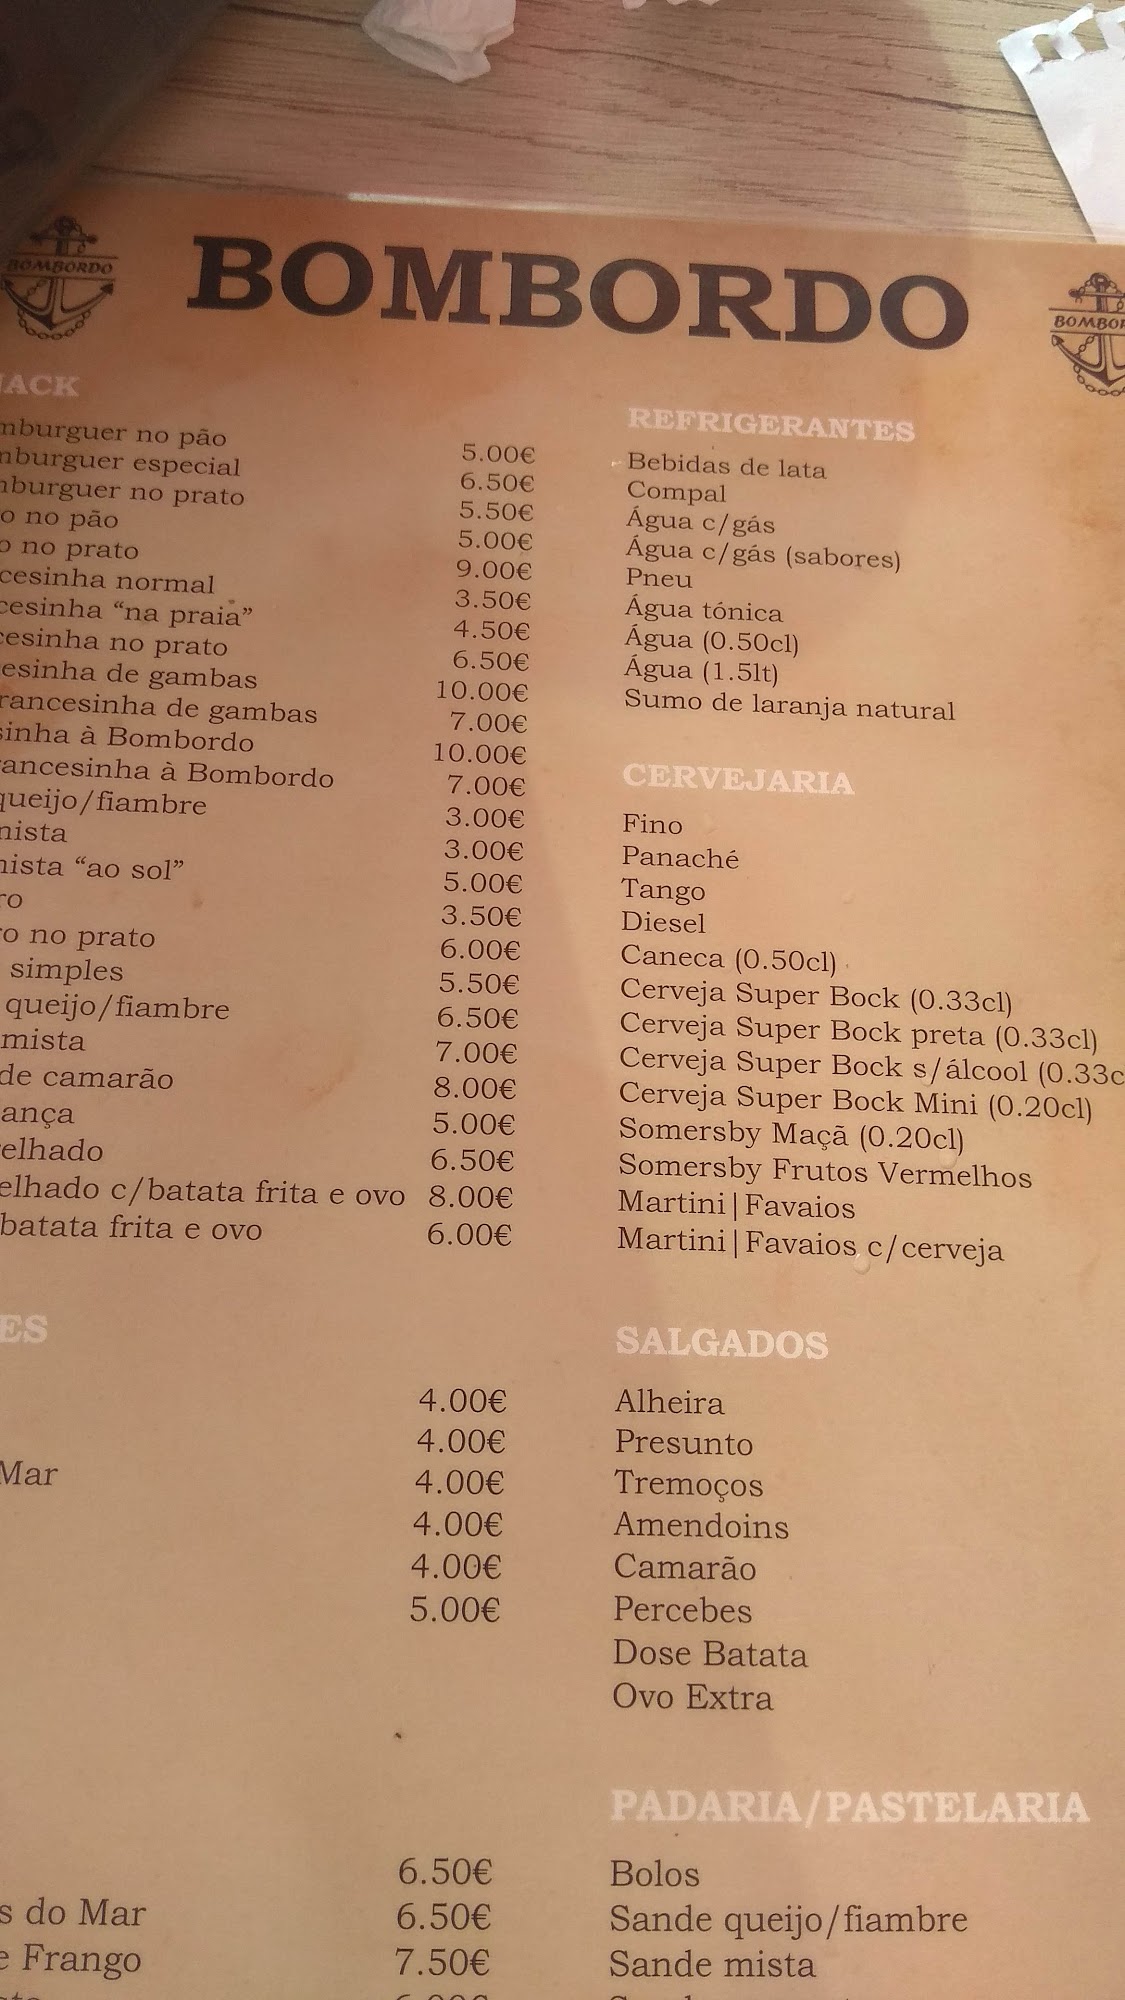 BOMBORDO
BOMBORDO
mburguer no pão 5.00€
mburguer especial 6.50€
mburguer no prato 5.50€
o no pão 5.00€
o no prato 9.00€
cesinha normal 3.50€
cesinha “na praia” 4.50€
cesinha no prato 6.50€
esinha de gambas 10.00€
rancesinha de gambas 7.00€
sinha à Bombordo 10.00€
ancesinha à Bombordo 7.00€
queijo/fiambre 3.00€
mista 3.00€
mista “ao sol” 5.00€
ro 3.50€
ro no prato 6.00€
simples 5.50€
queijo/fiambre 6.50€
mista 7.00€
de camarão 8.00€
ança 5.00€
relhado 6.50€
elhado c/batata frita e ovo 8.00€
batata frita e ovo 6.00€
ES
4.00€
4.00€
Mar 4.00€
4.00€
4.00€
5.00€
6.50€
s do Mar 6.50€
e Frango 7.50€
BOMBOR
REFRIGERANTES
Bebidas de lata
Compal
Água c/gás
Água c/gás (sabores)
Pneu
Água tónica
Água (0.50cl)
Água (1.5lt)
Sumo de laranja natural
CERVEJARIA
Fino
Panaché
Tango
Diesel
Caneca (0.50cl)
Cerveja Super Bock (0.33cl)
Cerveja Super Bock preta (0.33cl)
Cerveja Super Bock s/álcool (0.33c
Cerveja Super Bock Mini (0.20cl)
Somersby Maçã (0.20cl)
Somersby Frutos Vermelhos
Martini|Favaios
Martini|Favaios c/cerveja
SALGADOS
Alheira
Presunto
Tremoços
Amendoins
Camarão
Percebes
Dose Batata
Ovo Extra
PADARIA/PASTELARIA
Bolos
Sande queijo/fiambre
Sande mista